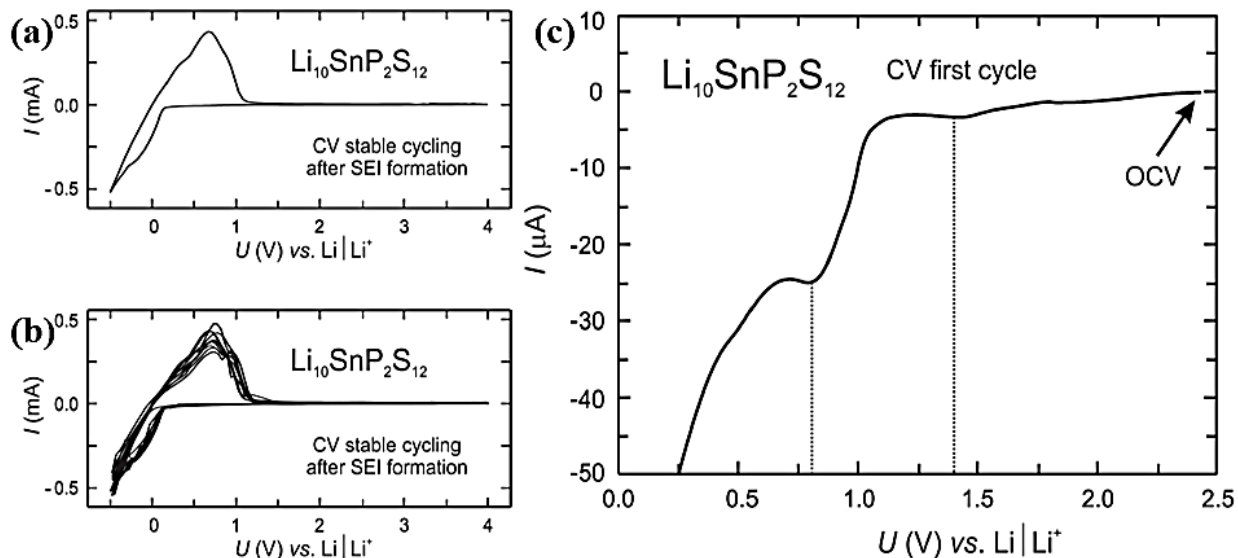 (a)
0.5
0.0
-0.5
I (mA)
Li₁₀SnP₂S₁₂
CV stable cycling
after SEI formation
0 1 2 3 4
U (V) vs. Li|Li⁺
(b)
0.5
0.0
-0.5
I (mA)
Li₁₀SnP₂S₁₂
CV stable cycling
after SEI formation
0 1 2 3 4
U (V) vs. Li|Li⁺
(c)
10
0
-10
-20
-30
-40
-50
I (μA)
Li₁₀SnP₂S₁₂
CV first cycle
OCV
0.0 0.5 1.0 1.5 2.0 2.5
U (V) vs. Li|Li⁺